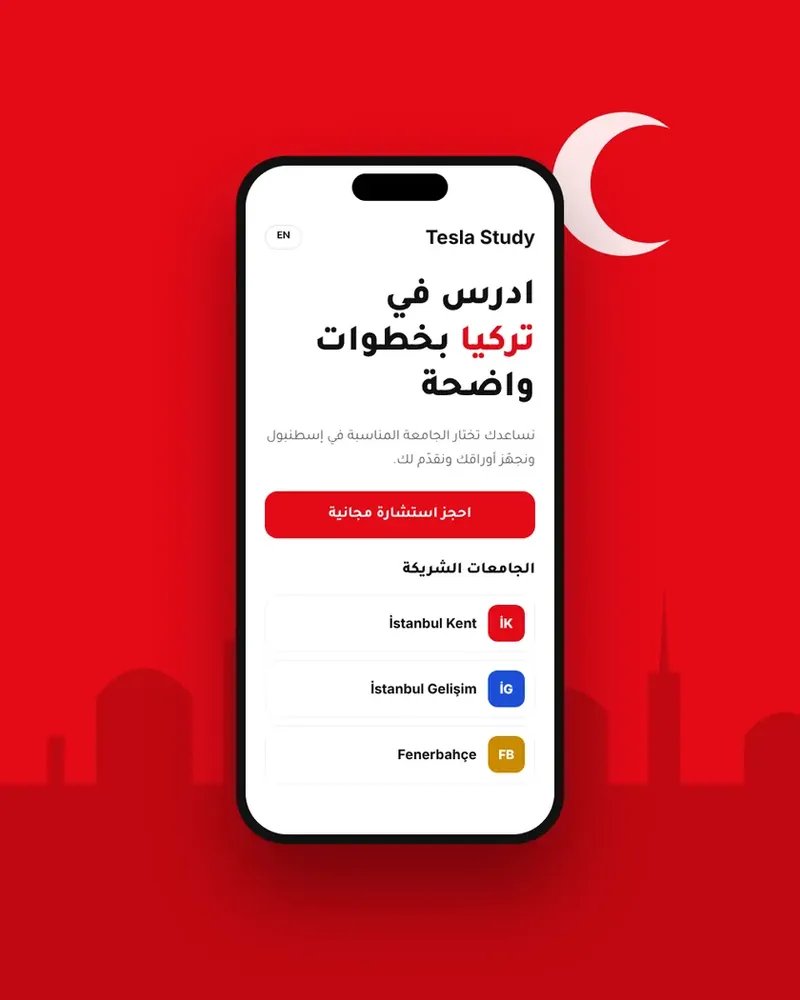 Tesla Study
EN
ادرس في
تركيا بخطوات
واضحة
نساعدك تختار الجامعة المناسبة في إسطنبول
ونجهّز أوراقك ونقدّم لك.
احجز استشارة مجانية
الجامعات الشريكة
İK
İstanbul Kent
İG
İstanbul Gelişim
FB
Fenerbahçe